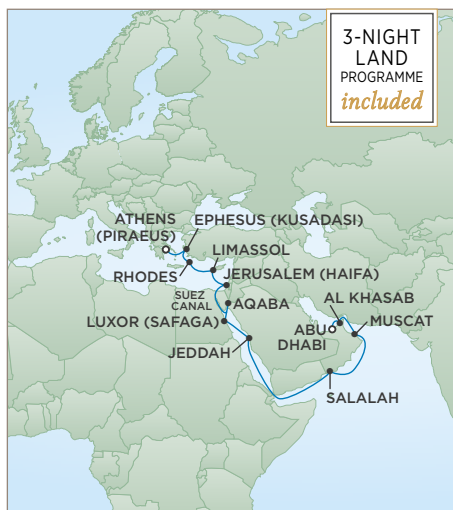 3-NIGHT
LAND
PROGRAMME
included
ATHENS
(PIRAEUS)
EPHESUS (KUSADASI)
LIMASSOL
RHODES
JERUSALEM (HAIFA)
SUEZ
CANAL
AQABA
AL KHASAB
LUXOR (SAFAGA)
ABU
DHABI
MUSCAT
JEDDAH
SALALAH